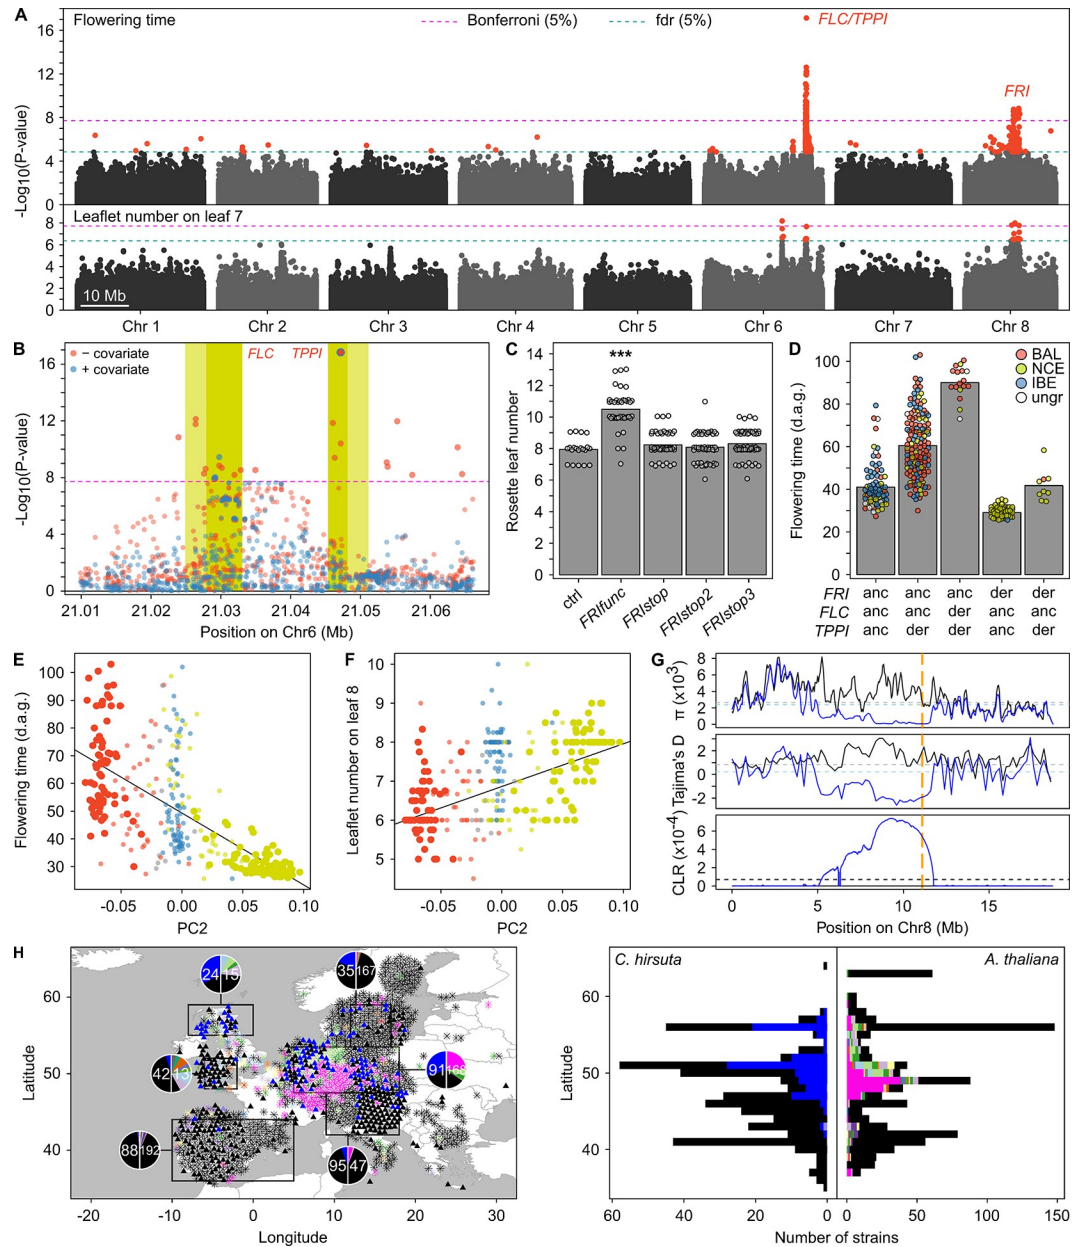 A
Flowering time
Bonferroni (5%)
fdr (5%)
FLC/TPPI
FRI
-Log10(P-value)
16
12
8
4
0
Leaflet number on leaf 7
8
6
4
2
0
10 Mb
Chr 1 Chr 2 Chr 3 Chr 4 Chr 5 Chr 6 Chr 7 Chr 8
B
− covariate
+ covariate
FLC TPPI
-Log10(P-value)
16
12
8
4
0
21.01 21.02 21.03 21.04 21.05 21.06
Position on Chr6 (Mb)
C
***
Rosette leaf number
14
12
10
8
6
4
2
0
ctrl
FRIfunc
FRIstop
FRIstop2
FRIstop3
D
BAL
NCE
IBE
ungr
Flowering time (d.a.g.)
100
80
60
40
20
0
FRI anc anc anc der der
FLC anc anc der anc anc
TPPI anc der der anc der
E
Flowering time (d.a.g.)
100
90
80
70
60
50
40
30
-0.05 0.00 0.05 0.10
PC2
F
Leaflet number on leaf 8
10
9
8
7
6
5
-0.05 0.00 0.05 0.10
PC2
G
π (x10³)
8
4
0
Tajima's D
2
0
-2
CLR (x10⁻⁴)
6
4
2
0
0 5 10 15
Position on Chr8 (Mb)
H
Latitude
60
50
40
24 15
35 167
42
91
88 192
95 47
-20 -10 0 10 20 30
Longitude
C. hirsuta
A. thaliana
Latitude
60
50
40
60 40 20 0 0 50 100 150
Number of strains